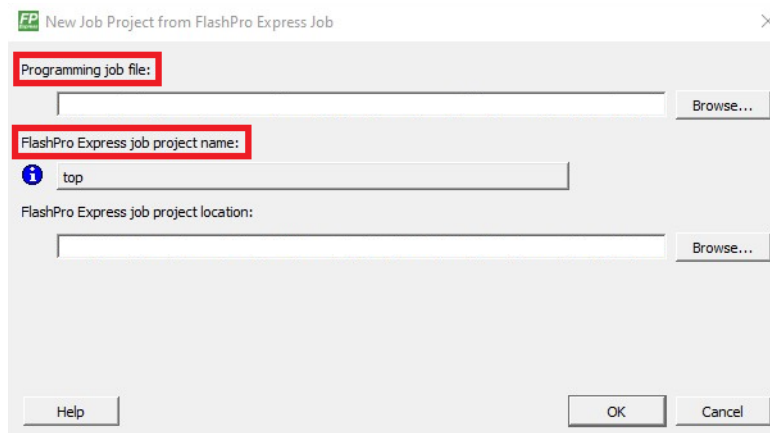 FP Express New Job Project from FlashPro Express Job
Programming job file:
Browse...
FlashPro Express job project name:
i top
FlashPro Express job project location:
Browse...
Help OK Cancel